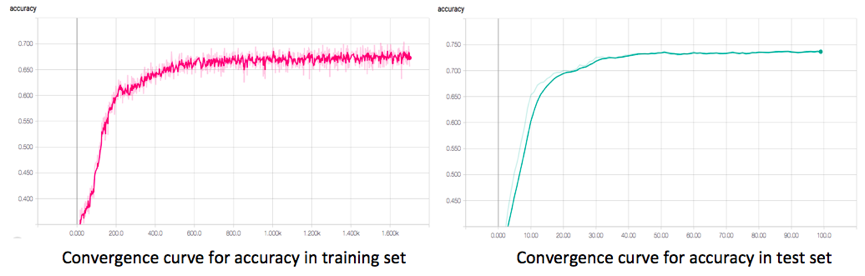 accuracy
0.700
0.650
0.600
0.550
0.500
0.450
0.400
0.000 200.0 400.0 600.0 800.0 1.000k 1.200k 1.400k 1.600k
Convergence curve for accuracy in training set
accuracy
0.750
0.700
0.650
0.600
0.550
0.500
0.450
0.000 10.00 20.00 30.00 40.00 50.00 60.00 70.00 80.00 90.00 100.0
Convergence curve for accuracy in test set